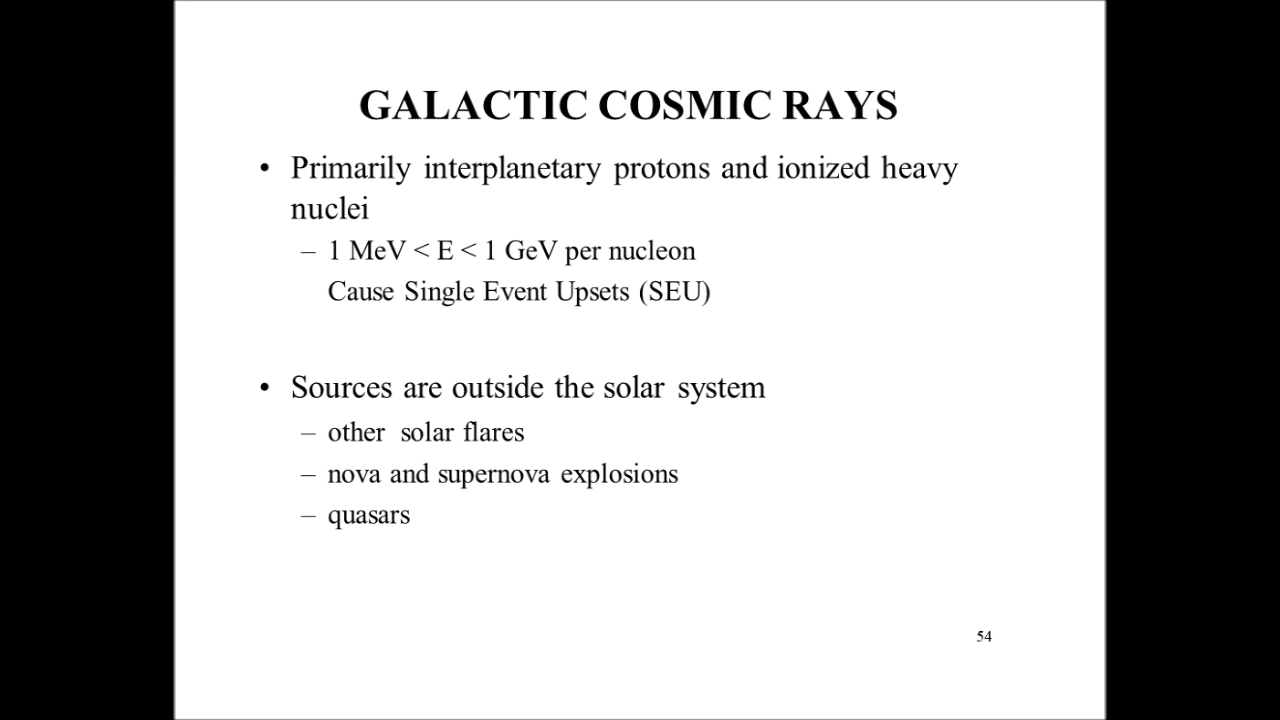 GALACTIC COSMIC RAYS
• Primarily interplanetary protons and ionized heavy
nuclei
– 1 MeV < E < 1 GeV per nucleon
Cause Single Event Upsets (SEU)
• Sources are outside the solar system
– other solar flares
– nova and supernova explosions
– quasars
54